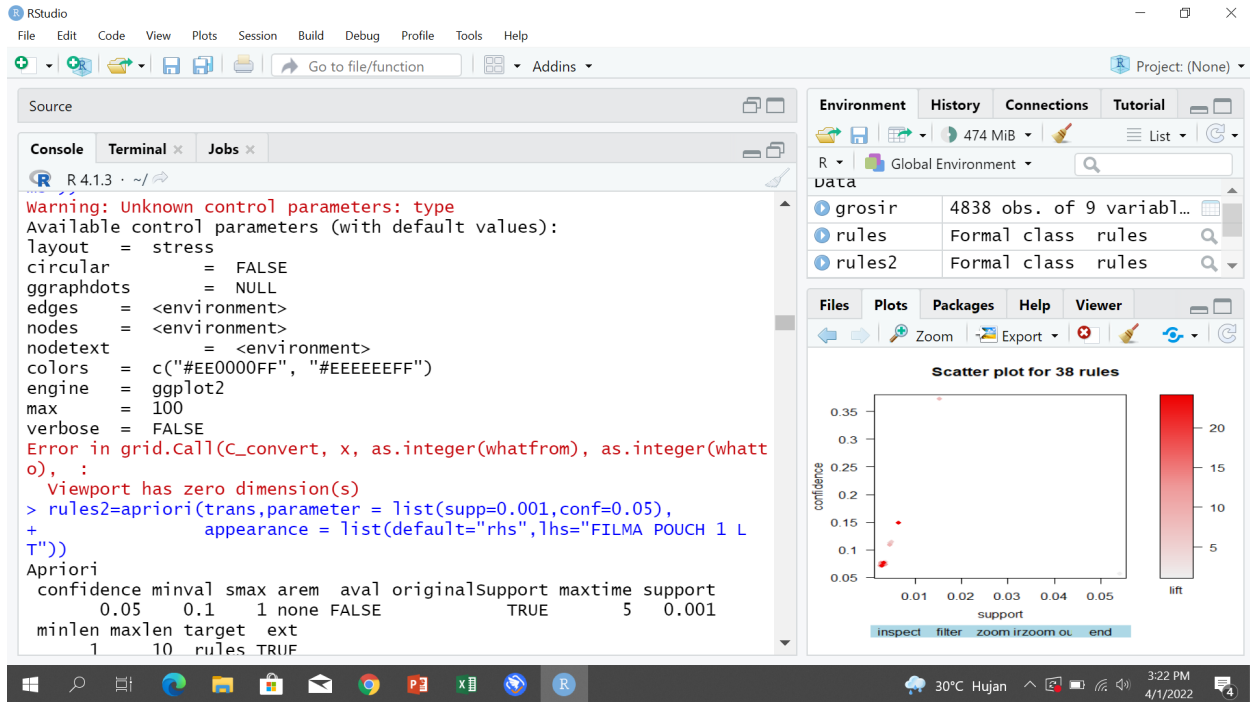 RStudio
File Edit Code View Plots Session Build Debug Profile Tools Help
Go to file/function
Addins
Project: (None)
Source
Console Terminal Jobs
R 4.1.3 · ~/
Warning: Unknown control parameters: type
Available control parameters (with default values):
layout = stress
circular = FALSE
ggraphdots = NULL
edges = <environment>
nodes = <environment>
nodetext = <environment>
colors = c("#EE0000FF", "#EEEEEEFF")
engine = ggplot2
max = 100
verbose = FALSE
Error in grid.Call(C_convert, x, as.integer(whatfrom), as.integer(whatt
o), :
Viewport has zero dimension(s)
> rules2=apriori(trans,parameter = list(supp=0.001,conf=0.05),
+ appearance = list(default="rhs",lhs="FILMA POUCH 1 L
T"))
Apriori
confidence minval smax arem aval originalSupport maxtime support
0.05 0.1 1 none FALSE TRUE 5 0.001
minlen maxlen target ext
1 10 rules TRUE
Environment History Connections Tutorial
474 MiB
List
R
Global Environment
Data
grosir 4838 obs. of 9 variabl…
rules Formal class rules
rules2 Formal class rules
Files Plots Packages Help Viewer
Zoom
Export
Scatter plot for 38 rules
0.35
0.3
0.25
0.2
0.15
0.1
0.05
confidence
0.01 0.02 0.03 0.04 0.05
support
20
15
10
5
lift
inspect filter zoom in zoom ou end
30°C Hujan
3:22 PM
4/1/2022
4